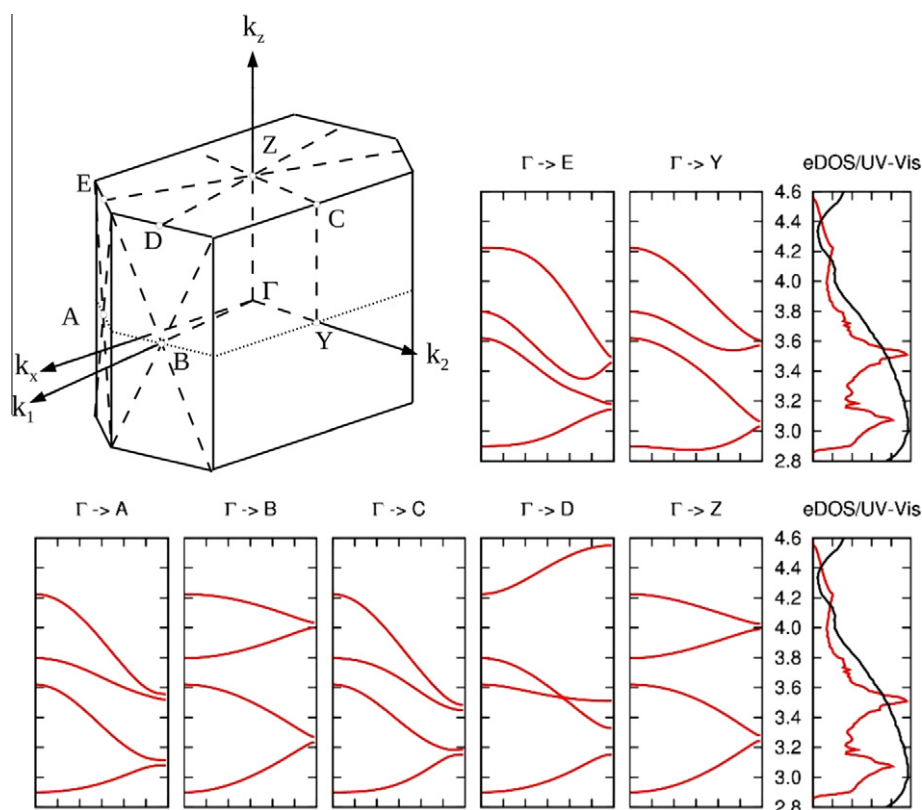 k_z
Z
E
D
C
Γ
A
B
Y
k_x
k_1
k_2
Γ -> E
Γ -> Y
eDOS/UV-Vis
4.6
4.4
4.2
4.0
3.8
3.6
3.4
3.2
3.0
2.8
Γ -> A
Γ -> B
Γ -> C
Γ -> D
Γ -> Z
eDOS/UV-Vis
4.6
4.4
4.2
4.0
3.8
3.6
3.4
3.2
3.0
2.8